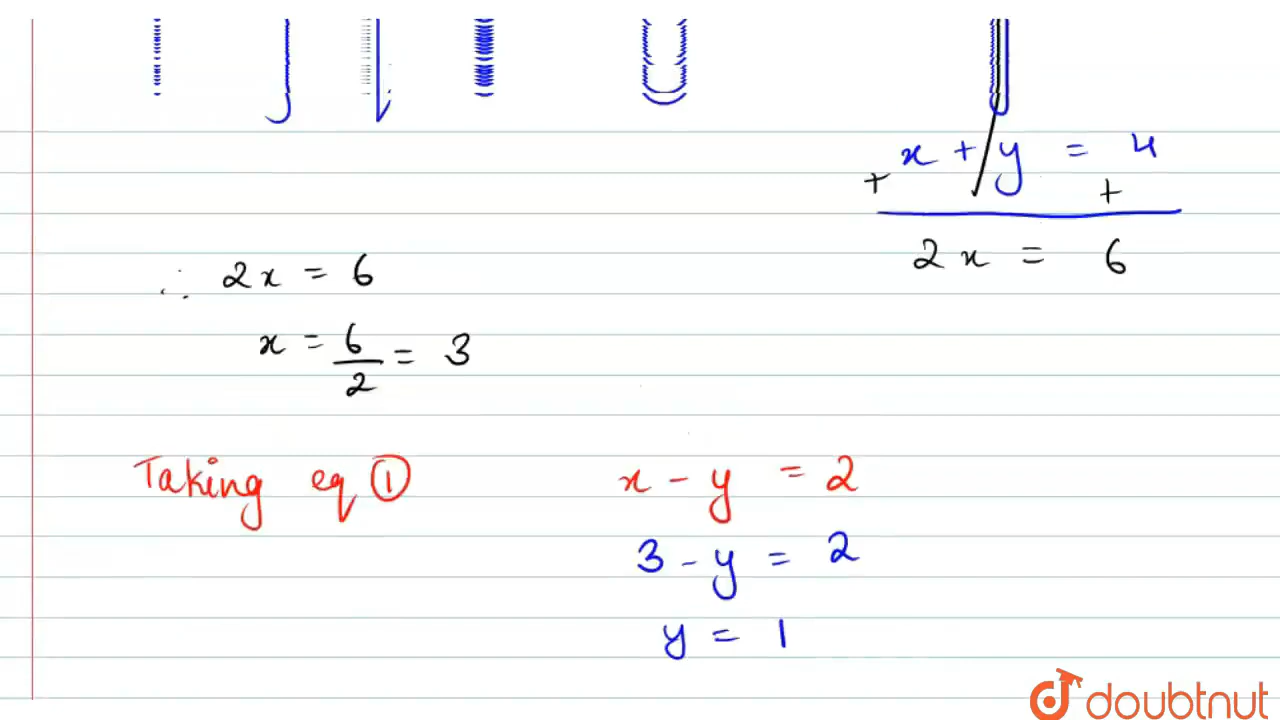 x + y = 4
+ +
2x = 6
∴ 2x = 6
x = 6/2 = 3
Taking eq ① x - y = 2
3 - y = 2
y = 1
doubtnut